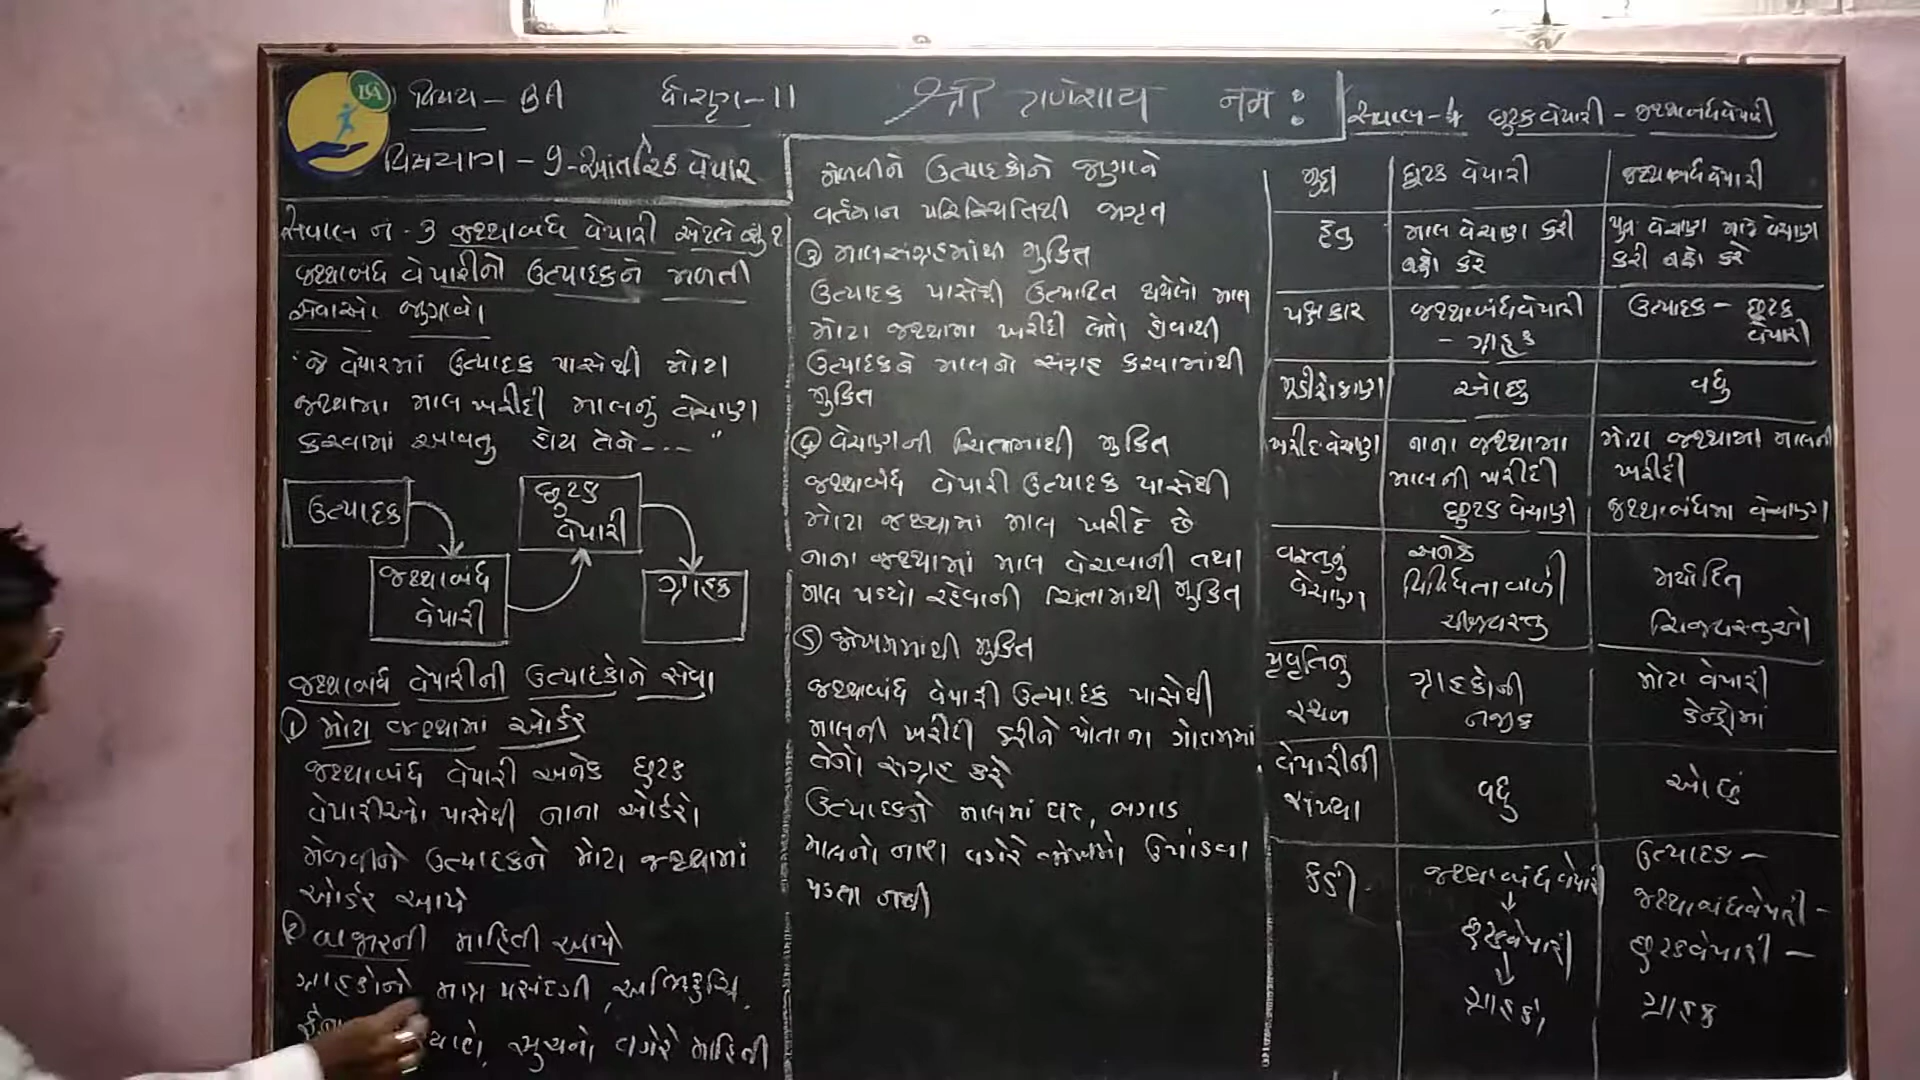 વિષય - BA ધોરણ - 11
શ્રી ગણેશાય નમઃ
વિભાગ - 9 - આંતરિક વેપાર
સવાલ નં - 3 જથ્થાબંધ વેપારી એટલે શું?
જથ્થાબંધ વેપારીની ઉત્પાદકને મળતી
સેવાઓ જણાવો.
"જે વેપારમાં ઉત્પાદક પાસેથી મોટા
જથ્થામાં માલ ખરીદી માલનું વેચાણ
કરવામાં આવતુ હોય તેને---"
ઉત્પાદક
છુટક
વેપારી
જથ્થાબંધ
વેપારી
ગ્રાહક
જથ્થાબંધ વેપારીની ઉત્પાદકોને સેવા
① મોટા જથ્થામાં ઓર્ડર
જથ્થાબંધ વેપારી અનેક છુટક
વેપારીઓ પાસેથી નાના ઓર્ડરો
મેળવીને ઉત્પાદકને મોટા જથ્થામાં
ઓર્ડર આપે
② બજારની માહિતી આપે
ગ્રાહકોની પસંદગી, અભિરુચિ,
સુચનો વગેરે માહિતી
મેળવીને ઉત્પાદકોને જણાવે
વર્તમાન પરિસ્થિતિથી જાગૃત
③ માલસંગ્રહમાંથી મુકિત
ઉત્પાદક પાસેથી ઉત્પાદિત થયેલો માલ
મોટા જથ્થામાં ખરીદી લેતો હોવાથી
ઉત્પાદકને માલનો સંગ્રહ કરવામાંથી
મુકિત
④ વેચાણની ચિંતામાથી મુકિત
જથ્થાબંધ વેપારી ઉત્પાદક પાસેથી
મોટા જથ્થામાં માલ ખરીદે છે
નાના જથ્થામાં માલ વેચવાની તથા
માલ પડયો રહેવાની ચિંતામાથી મુકિત
⑤ જોખમમાથી મુકિત
જથ્થાબંધ વેપારી ઉત્પાદક પાસેથી
માલની ખરીદી કરીને પોતાના ગોદામમાં
તેનો સંગ્રહ કરે
ઉત્પાદકને માલમાં ઘટ, બગાડ
માલનો નાશ વગેરે જોખમો ઉપાડવા
પડતા નથી
સવાલ - 4 છુટક વેપારી - જથ્થાબંધ વેપારી
મુદ્દા છુટક વેપારી જથ્થાબંધ વેપારી
હેતુ માલ વેચાણ કરી પુનઃ વેચાણ માટે વેચાણ
નફો કરે કરી નફો કરે
પક્ષકાર જથ્થાબંધ વેપારી ઉત્પાદક - છુટક
- ગ્રાહક વેપારી
મૂડીરોકાણ ઓછુ વધુ
ખરીદ વેચાણ નાના જથ્થામા મોટા જથ્થામા માલની
માલની ખરીદી ખરીદી
છુટક વેચાણ જથ્થાબંધમા વેચાણ
વસ્તુનું અનેક
વેચાણ વિવિધતાવાળી મર્યાદિત
ચીજવસ્તુ ચિજવસ્તુઓ
પ્રવૃતિનુ ગ્રાહકોની મોટા વેપારી
સ્થળ નજીક કેન્દ્રોમાં
વેપારીની
સંખ્યા વધુ ઓછું
કડી જથ્થાબંધ વેપારી ઉત્પાદક -
↓ જથ્થાબંધ વેપારી -
છુટક વેપારી છુટક વેપારી -
↓
ગ્રાહકો ગ્રાહક